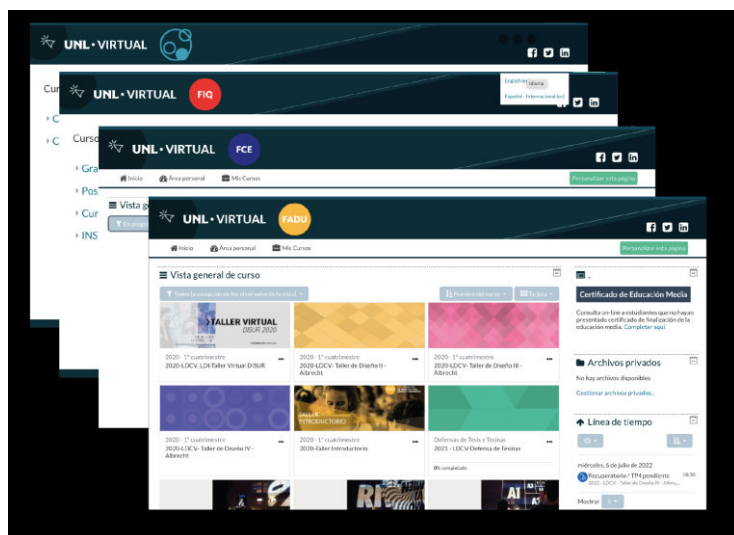 UNL·VIRTUAL
Cur
C
C
UNL·VIRTUAL FIQ
Idioma
Español - Internacional (es)
Curso
Gra
Pos
Cur
INS
UNL·VIRTUAL FCE
Inicio Área personal Mis Cursos
Personalizar esta página
Vista ge
UNL·VIRTUAL FADU
Inicio Área personal Mis Cursos
Personalizar esta página
Vista general de curso
Certificado de Educación Media
Consulta on-line a estudiantes que no hayan
presentado certificado de finalización de la
educación media. Completar aquí.
TALLER VIRTUAL
DISUR 2020
2020 - 1° cuatrimestre
2020-LDCV_LDI-Taller Virtual DISUR
2020 - 1° cuatrimestre
2020-LDCV- Taller de Diseño II -
Albrecht
2020 - 1° cuatrimestre
2020-LDCV- Taller de Diseño III -
Albrecht
Archivos privados
No hay archivos disponibles
Gestionar archivos privados...
TALLER
INTRODUCTORIO
2020 - 1° cuatrimestre
2020-LDCV- Taller de Diseño IV -
Albrecht
2020 - 1° cuatrimestre
2020-Taller Introductorio
Defensas de Tesis y Tesinas
2021 - LDCV Defensa de Tesinas
0% completado
Línea de tiempo
miércoles, 6 de julio de 2022
Recuperatorio / TP4 pendiente 18:30
Mostrar